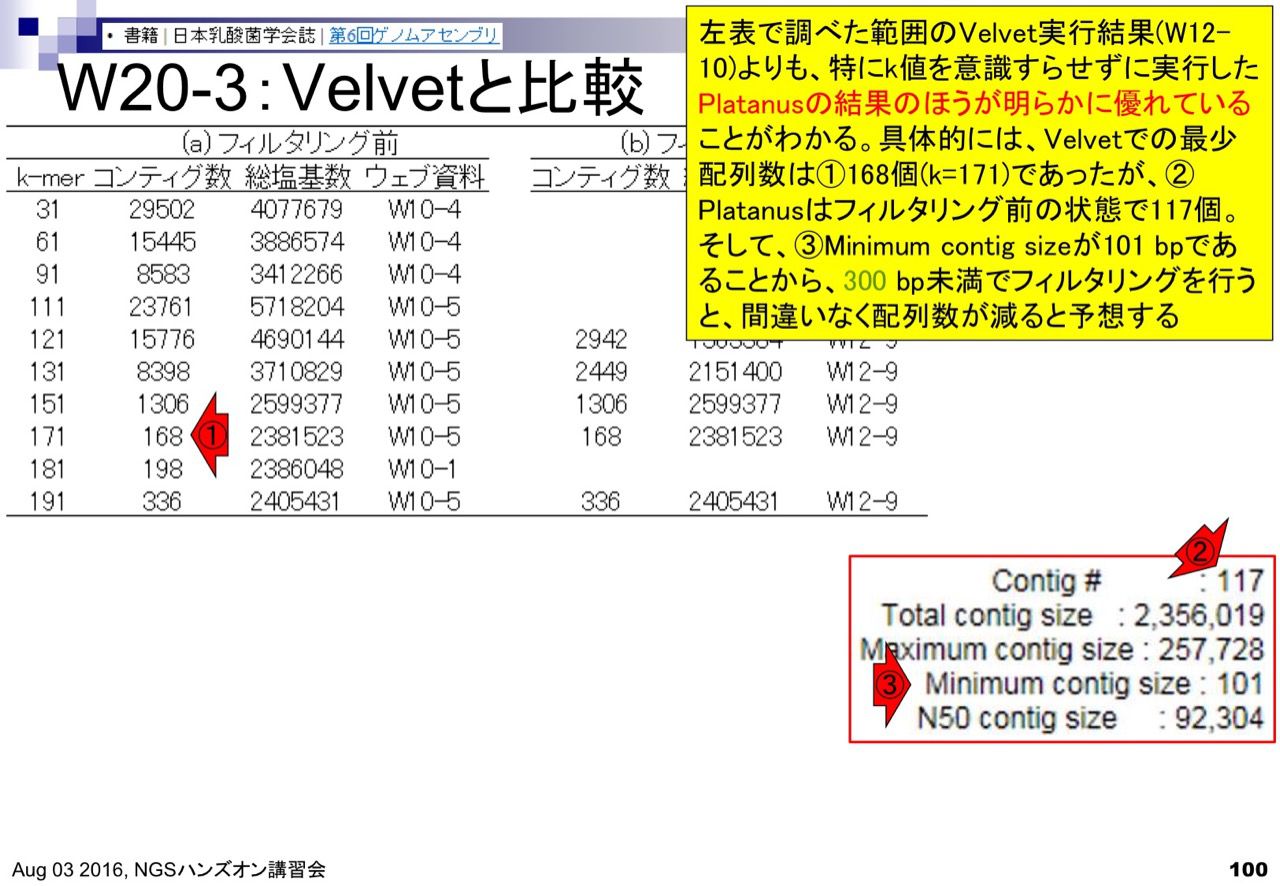 • 書籍 | 日本乳酸菌学会誌 | 第6回ゲノムアセンブリ
W20-3：Velvetと比較
左表で調べた範囲のVelvet実行結果(W12-
10)よりも、特にk値を意識すらせずに実行した
Platanusの結果のほうが明らかに優れている
ことがわかる。具体的には、Velvetでの最少
配列数は①168個(k=171)であったが、②
Platanusはフィルタリング前の状態で117個。
そして、③Minimum contig sizeが101 bpであ
ることから、300 bp未満でフィルタリングを行う
と、間違いなく配列数が減ると予想する
(a)フィルタリング前 (b)フ
k-mer コンティグ数 総塩基数 ウェブ資料 コンティグ数
31 29502 4077679 W10-4
61 15445 3886574 W10-4
91 8583 3412266 W10-4
111 23761 5718204 W10-5
121 15776 4690144 W10-5 2942 W12-9
131 8398 3710829 W10-5 2449 2151400 W12-9
151 1306 2599377 W10-5 1306 2599377 W12-9
171 168 ① 2381523 W10-5 168 2381523 W12-9
181 198 2386048 W10-1
191 336 2405431 W10-5 336 2405431 W12-9
②
Contig # : 117
Total contig size : 2,356,019
Maximum contig size : 257,728
③ Minimum contig size : 101
N50 contig size : 92,304
Aug 03 2016, NGSハンズオン講習会
100